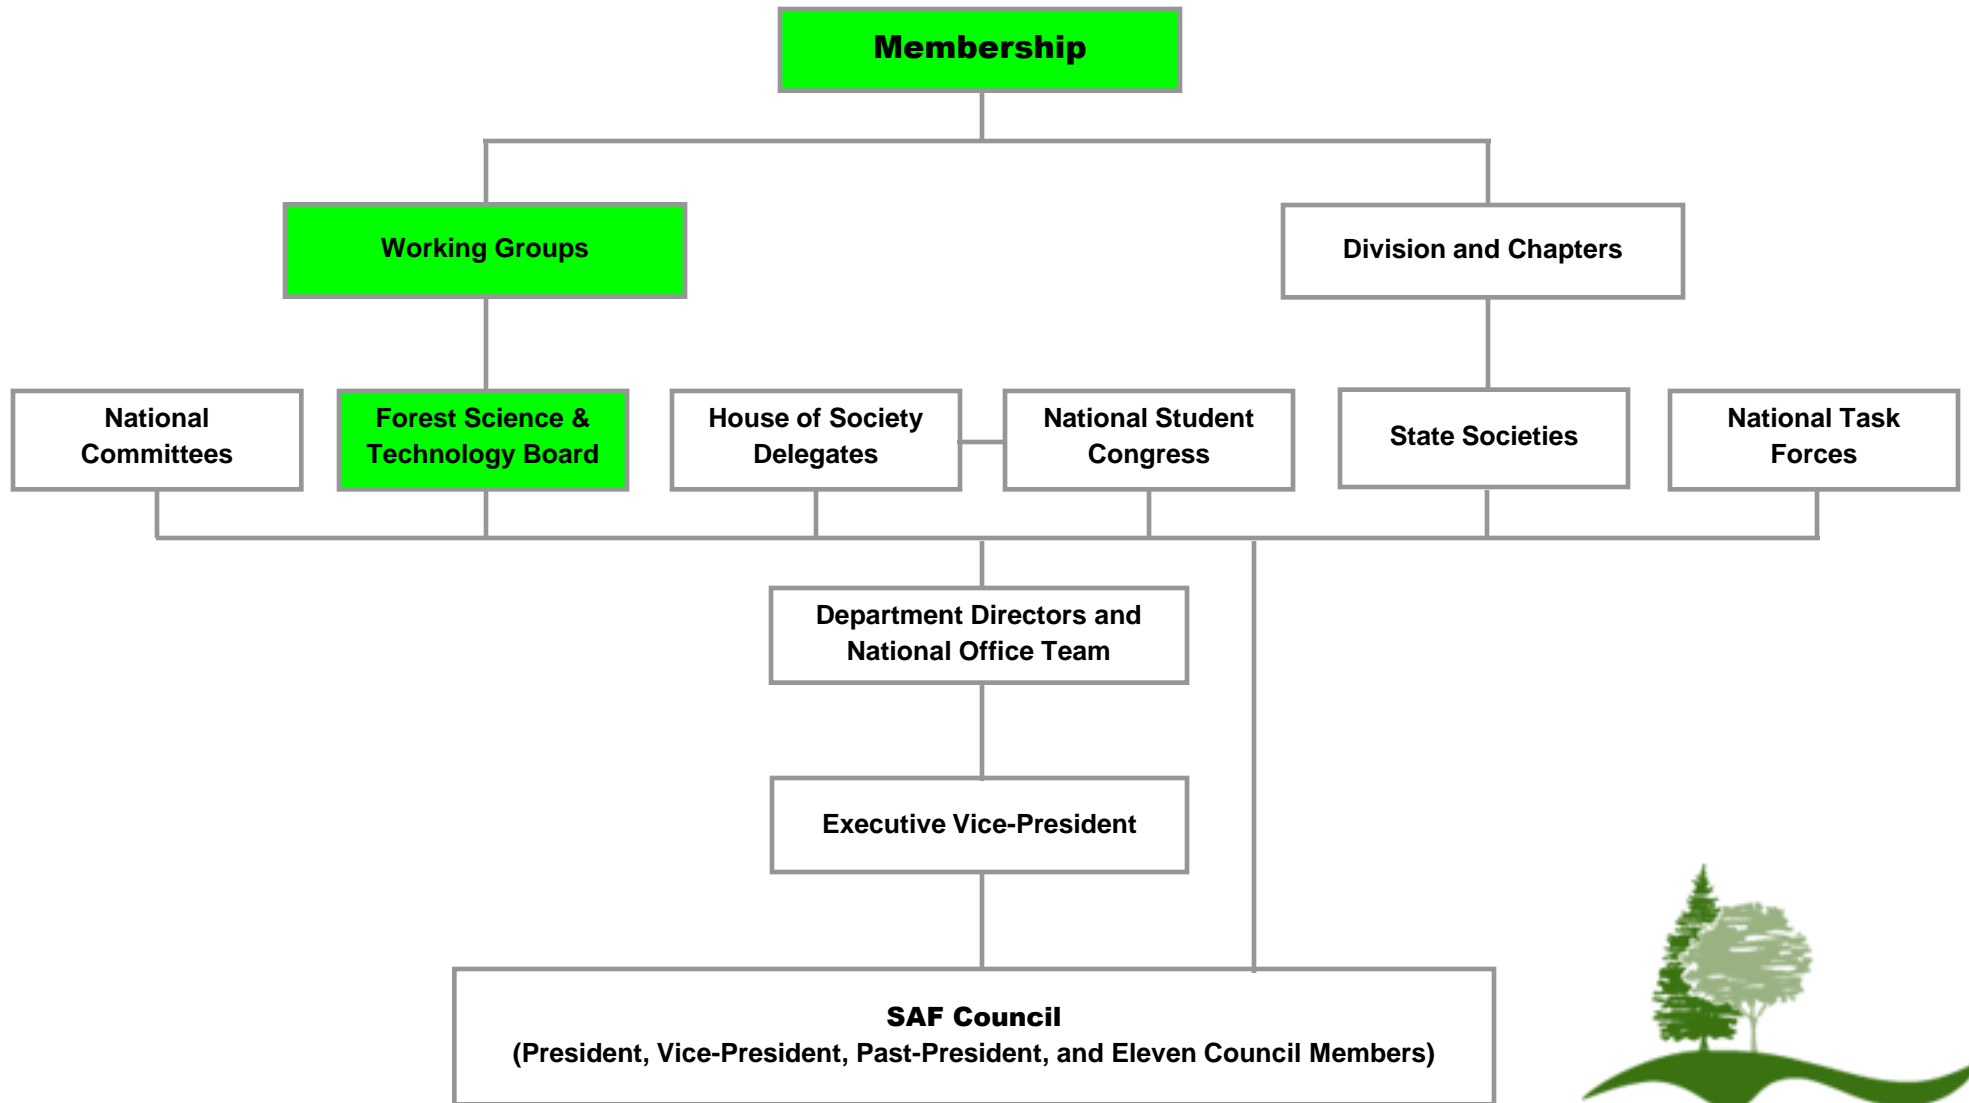 Membership
Working Groups
Division and Chapters
National
Committees
Forest Science &
Technology Board
House of Society
Delegates
National Student
Congress
State Societies
National Task
Forces
Department Directors and
National Office Team
Executive Vice-President
SAF Council
(President, Vice-President, Past-President, and Eleven Council Members)